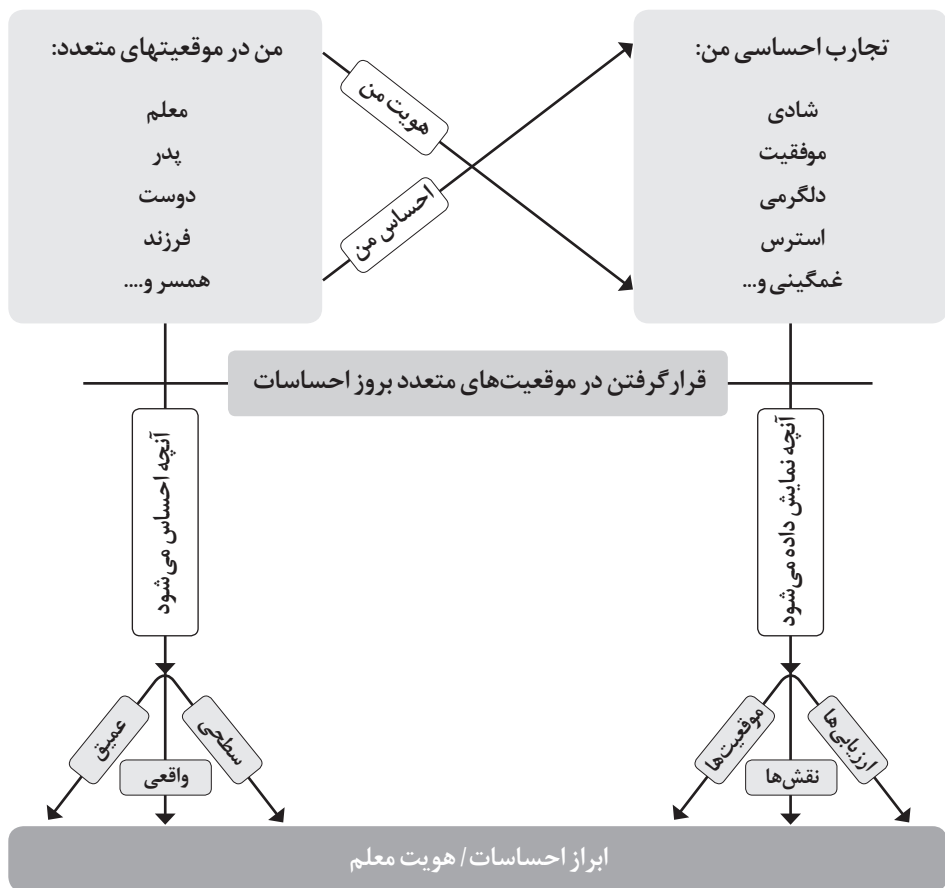 تجارب احساسی من:
شادی
موفقیت
دلگرمی
استرس
غمگینی و...
من در موقعیتهای متعدد:
معلم
پدر
دوست
فرزند
همسر و....
هویت من
احساس من
قرار گرفتن در موقعیت‌های متعدد بروز احساسات
آنچه نمایش داده می‌شود
آنچه احساس می‌شود
ارزیابی‌ها
نقش‌ها
موقعیت‌ها
سطحی
واقعی
عمیق
ابراز احساسات / هویت معلم